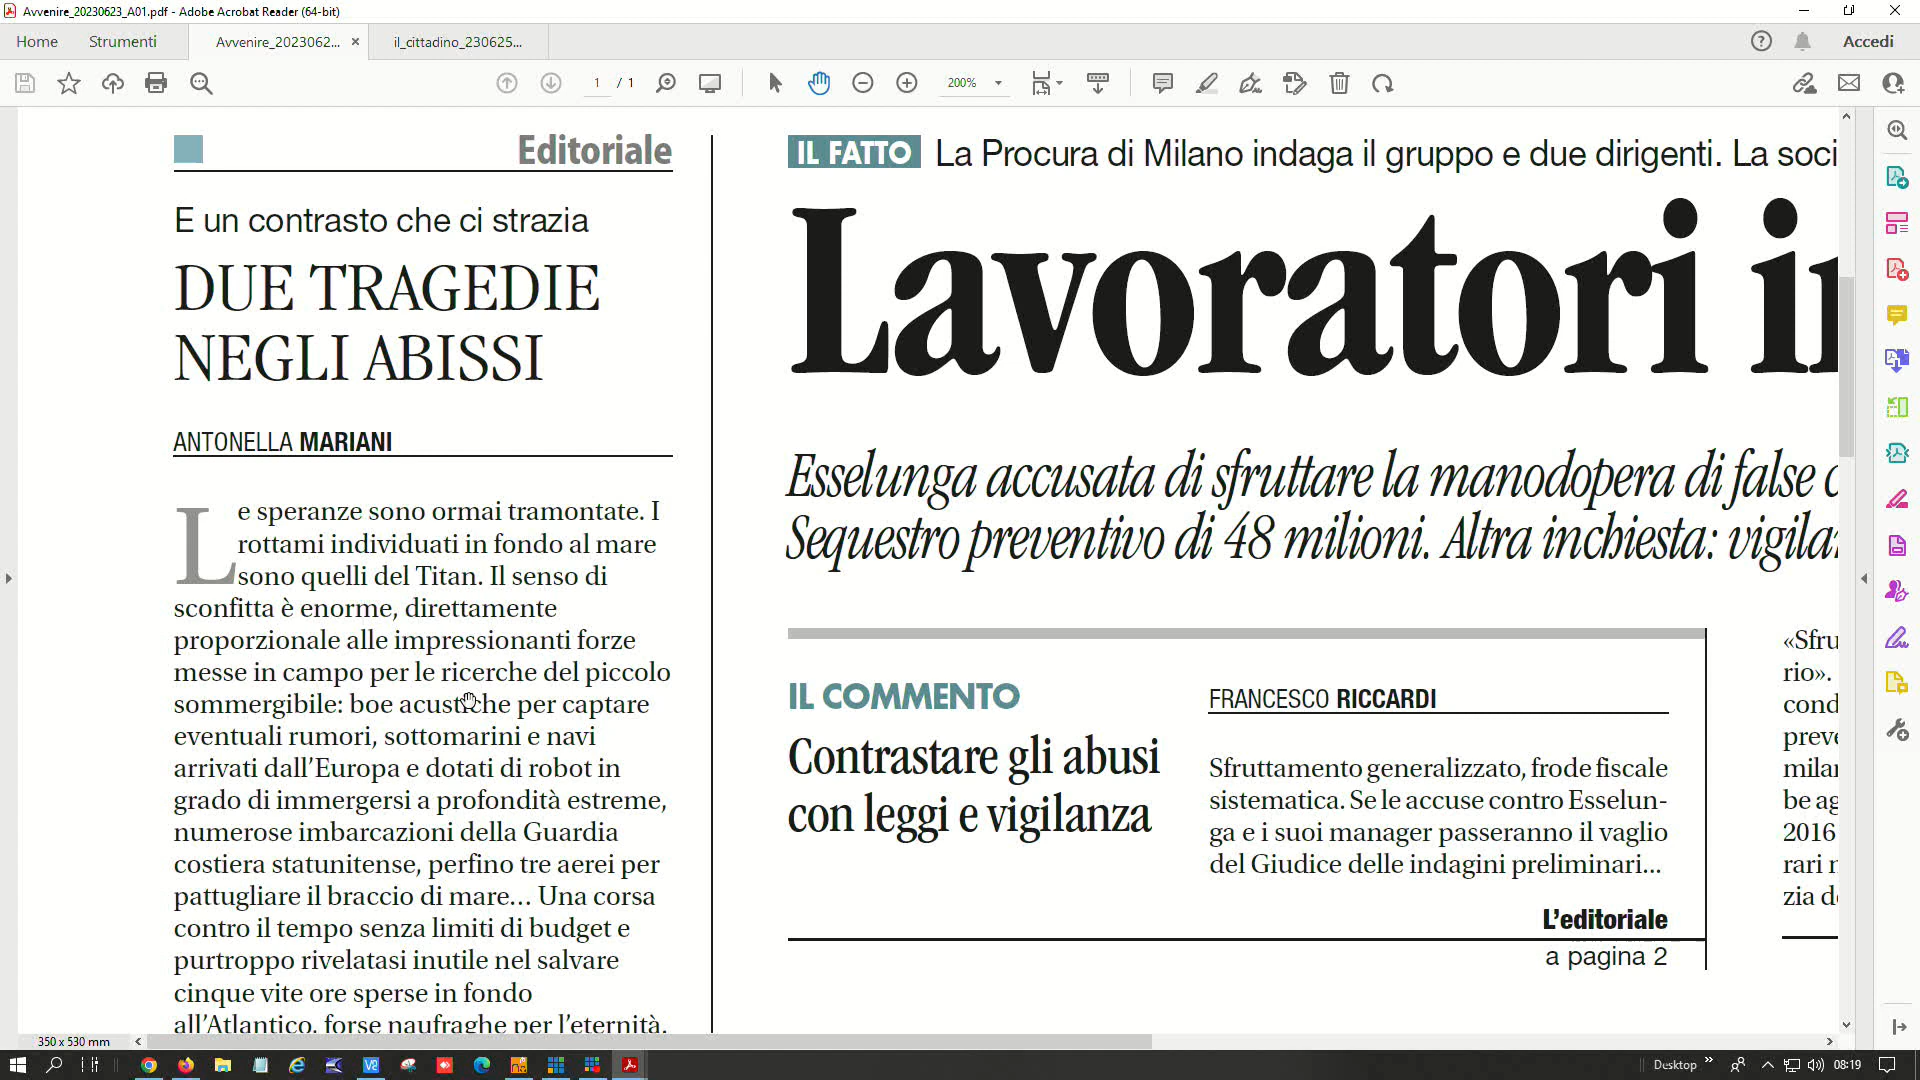 Avvenire_20230623_A01.pdf - Adobe Acrobat Reader (64-bit)
Home
Strumenti
Avvenire_2023062...
il_cittadino_230625...
Accedi
1 / 1
200%
Editoriale
E un contrasto che ci strazia
DUE TRAGEDIE
NEGLI ABISSI
ANTONELLA MARIANI
Le speranze sono ormai tramontate. I
rottami individuati in fondo al mare
sono quelli del Titan. Il senso di
sconfitta è enorme, direttamente
proporzionale alle impressionanti forze
messe in campo per le ricerche del piccolo
sommergibile: boe acustiche per captare
eventuali rumori, sottomarini e navi
arrivati dall'Europa e dotati di robot in
grado di immergersi a profondità estreme,
numerose imbarcazioni della Guardia
costiera statunitense, perfino tre aerei per
pattugliare il braccio di mare... Una corsa
contro il tempo senza limiti di budget e
purtroppo rivelatasi inutile nel salvare
cinque vite ore sperse in fondo
all'Atlantico, forse naufraghe per l'eternità.
IL FATTO La Procura di Milano indaga il gruppo e due dirigenti. La soci
Lavoratori in
Esselunga accusata di sfruttare la manodopera di false c
Sequestro preventivo di 48 milioni. Altra inchiesta: vigila
IL COMMENTO
Contrastare gli abusi
con leggi e vigilanza
FRANCESCO RICCARDI
Sfruttamento generalizzato, frode fiscale
sistematica. Se le accuse contro Esselun-
ga e i suoi manager passeranno il vaglio
del Giudice delle indagini preliminari...
L'editoriale
a pagina 2
«Sfru
rio».
cond
preve
milan
be ag
2016
rari n
zia de
350 x 530 mm
Desktop
08:19